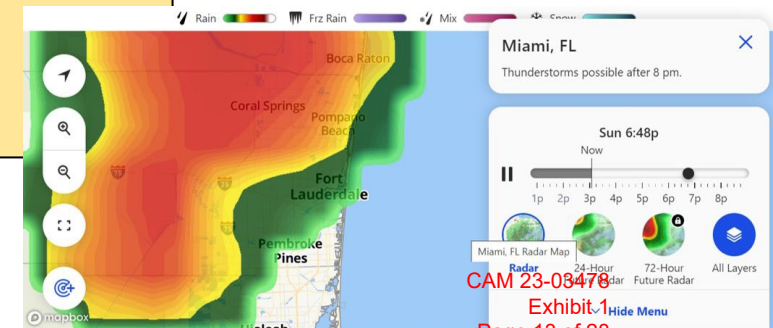 Rain Frz Rain Mix Snow
Miami, FL
Thunderstorms possible after 8 pm.
Boca Raton
Coral Springs
Pompano
Beach
Fort
Lauderdale
Pembroke
Pines
mapbox
Sun 6:48p
Now
1p 2p 3p 4p 5p 6p 7p 8p
Miami, FL Radar Map
Radar
24-Hour
Future Radar
72-Hour
Future Radar
All Layers
Hide Menu
CAM 23-03478
Exhibit 1